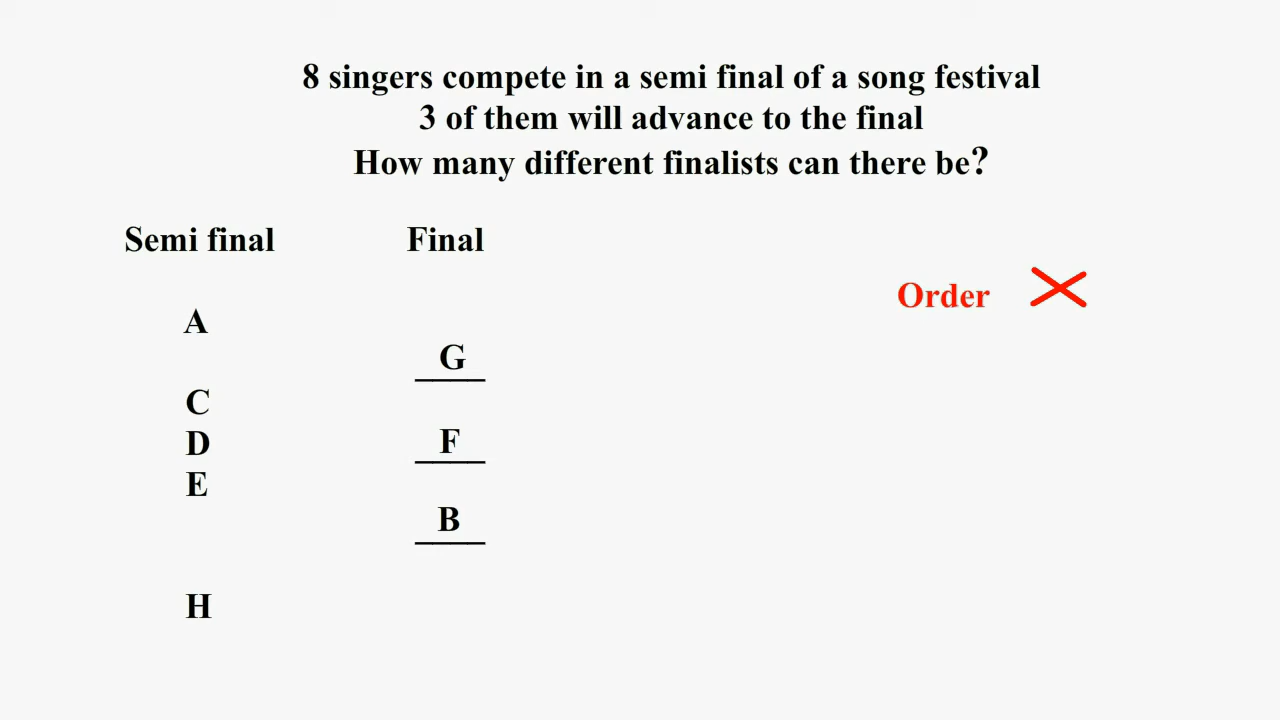 8 singers compete in a semi final of a song festival
3 of them will advance to the final
How many different finalists can there be?
Semi final
Final
Order
A
G
C
D
F
E
B
H